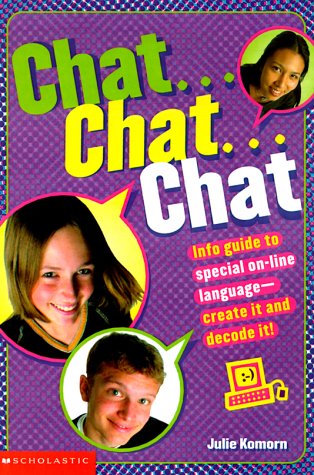 Chat...
Chat...
Chat
Info guide to
special on-line
language—
create it and
decode it!
:-)
Julie Komorn
SCHOLASTIC